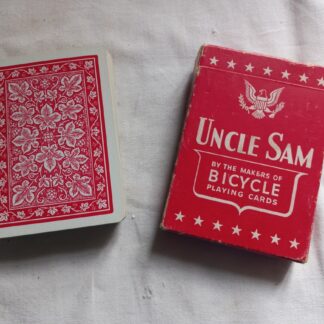 UNCLE SAM
BY THE MAKERS OF
BICYCLE
PLAYING CARDS